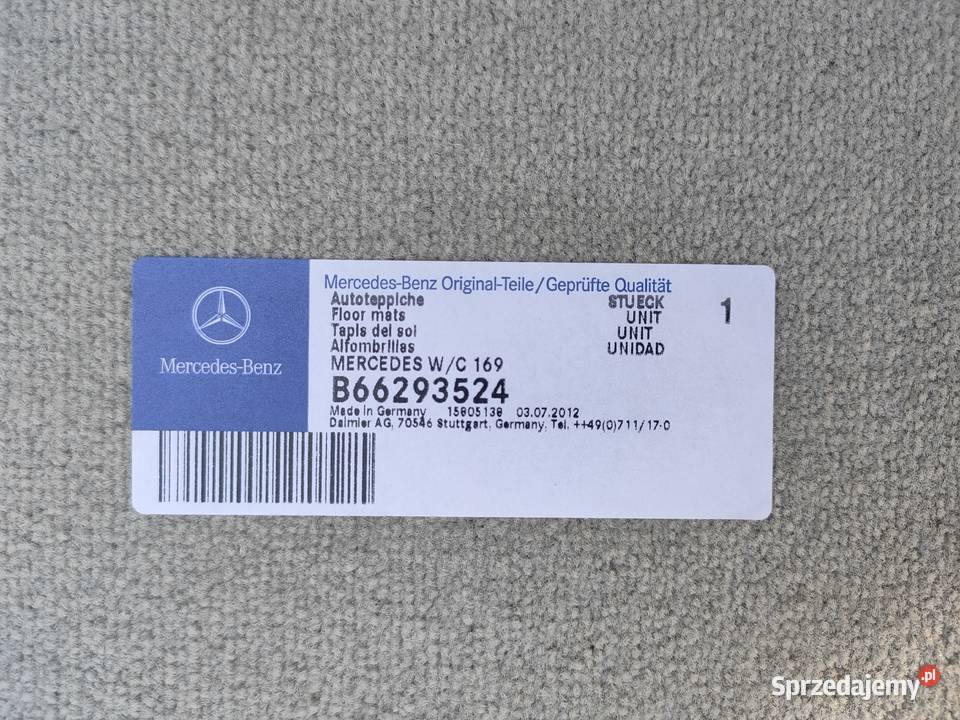 Mercedes-Benz
Mercedes-Benz Original-Teile/Geprüfte Qualität
Autoteppiche STUECK 1
Floor mats UNIT
Tapis del sol UNIT
Alfombrillas UNIDAD
MERCEDES W/C 169
B66293524
Made in Germany 15805138 03.07.2012
Daimler AG, 70546 Stuttgart, Germany, Tel. ++49(0)711/17-0
Sprzedajemy.pl